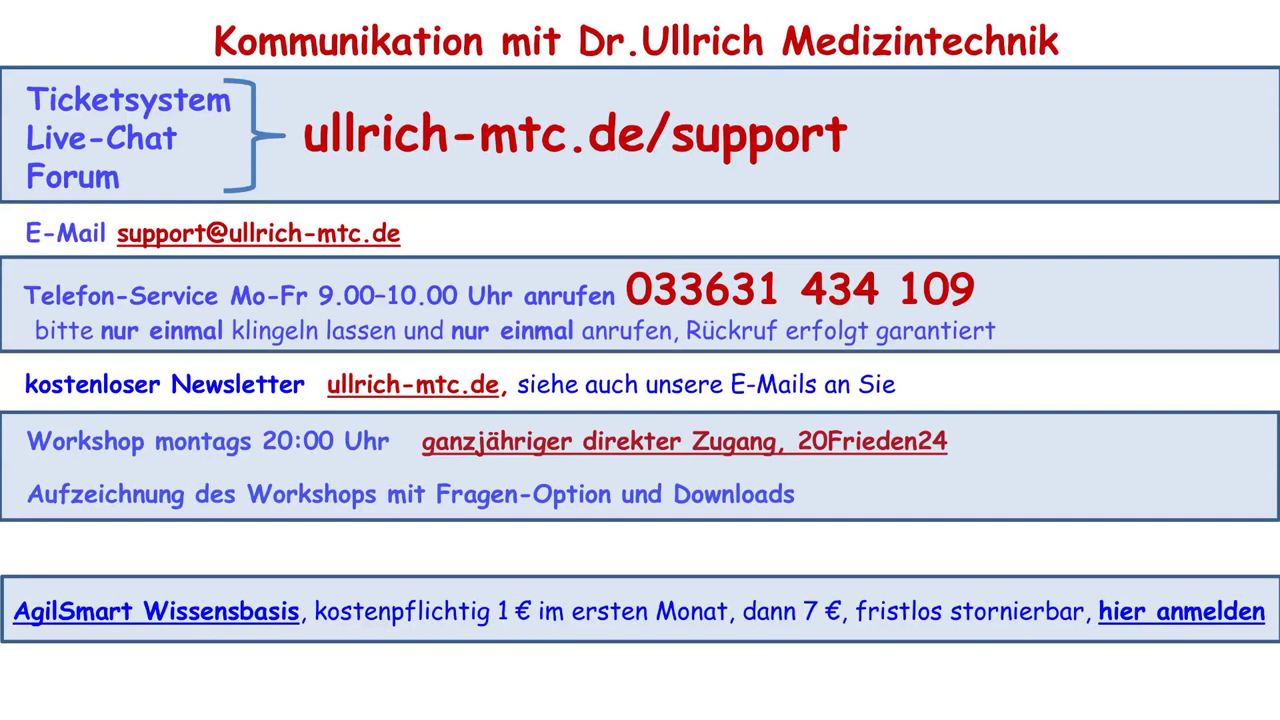 Kommunikation mit Dr.Ullrich Medizintechnik
Ticketsystem
Live-Chat
Forum
ullrich-mtc.de/support
E-Mail support@ullrich-mtc.de
Telefon-Service Mo-Fr 9.00–10.00 Uhr anrufen 033631 434 109
bitte nur einmal klingeln lassen und nur einmal anrufen, Rückruf erfolgt garantiert
kostenloser Newsletter ullrich-mtc.de, siehe auch unsere E-Mails an Sie
Workshop montags 20:00 Uhr ganzjähriger direkter Zugang, 20Frieden24
Aufzeichnung des Workshops mit Fragen-Option und Downloads
AgilSmart Wissensbasis, kostenpflichtig 1 € im ersten Monat, dann 7 €, fristlos stornierbar, hier anmelden